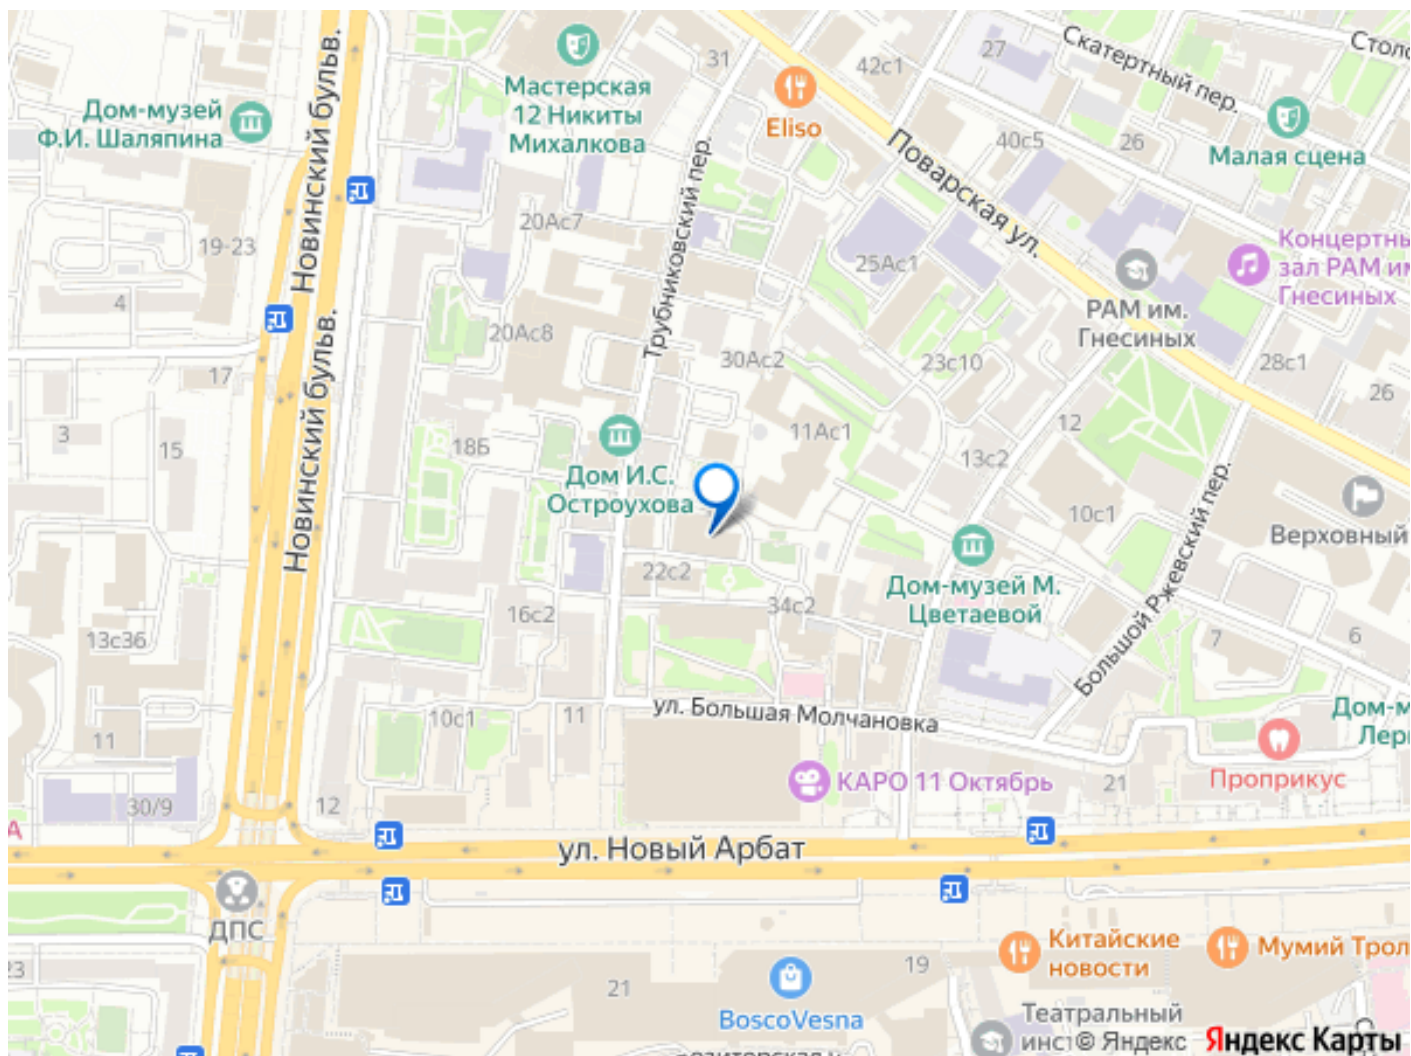 31
42с1
27
Скатертный пер.
Дом-музей
Ф.И. Шаляпина
Мастерская
12 Никиты
Михалкова
Eliso
40с5
26
Малая сцена
Новинский бульв.
Трубниковский пер.
Поварская ул.
20Ас7
19-23
25Ас1
Концертн
зал РАМ
Гнесиных
РАМ им.
Гнесиных
4
20Ас8
30Ас2
23с10
28с1
17
26
3
15
18Б
11Ас1
12
13с2
Новинский бульв.
Дом И.С.
Остроухова
10с1
Верховный
Большой Ржевский пер.
22с2
Дом-музей М.
Цветаевой
34с2
16с2
13с36
7
6
ул. Большая Молчановка
10с1
11
11
Дом-м
Лер
Проприкус
КАРО 11 Октябрь
21
30/9
12
А
ул. Новый Арбат
ДПС
Китайские
новости
Мумий Трол
23
21
19
BoscoVesna
Театральный
инст
© Яндекс
Яндекс Карты